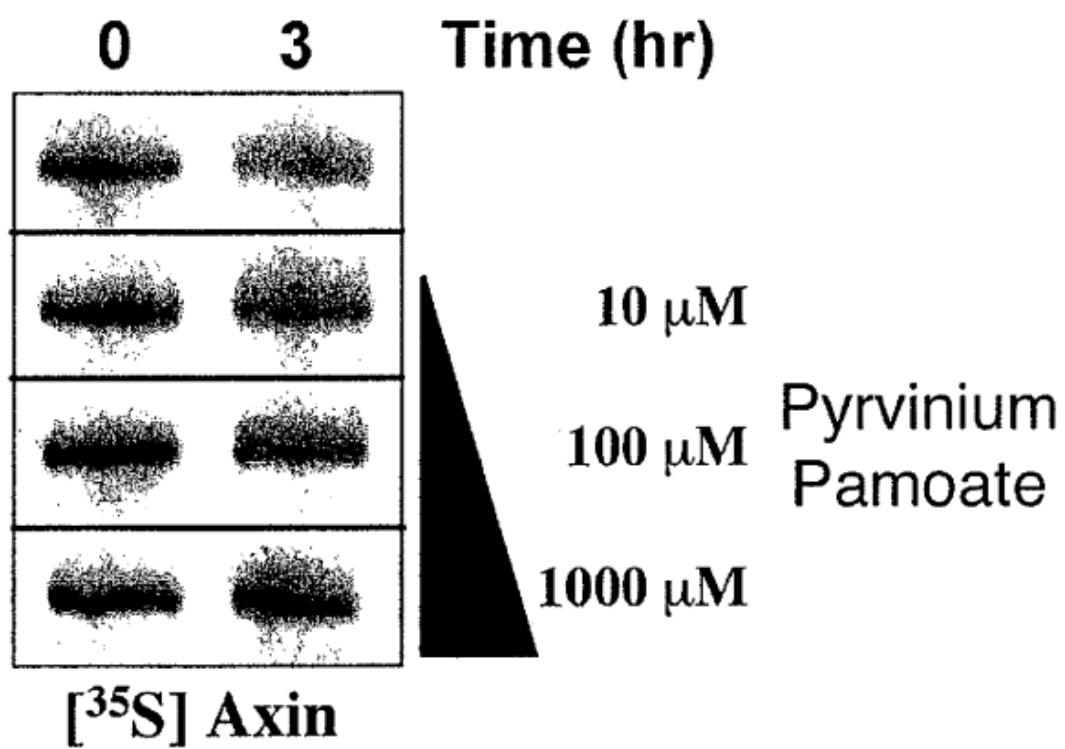 0 3 Time (hr)
10 μM
100 μM
Pyrvinium
Pamoate
1000 μM
[³⁵S] Axin